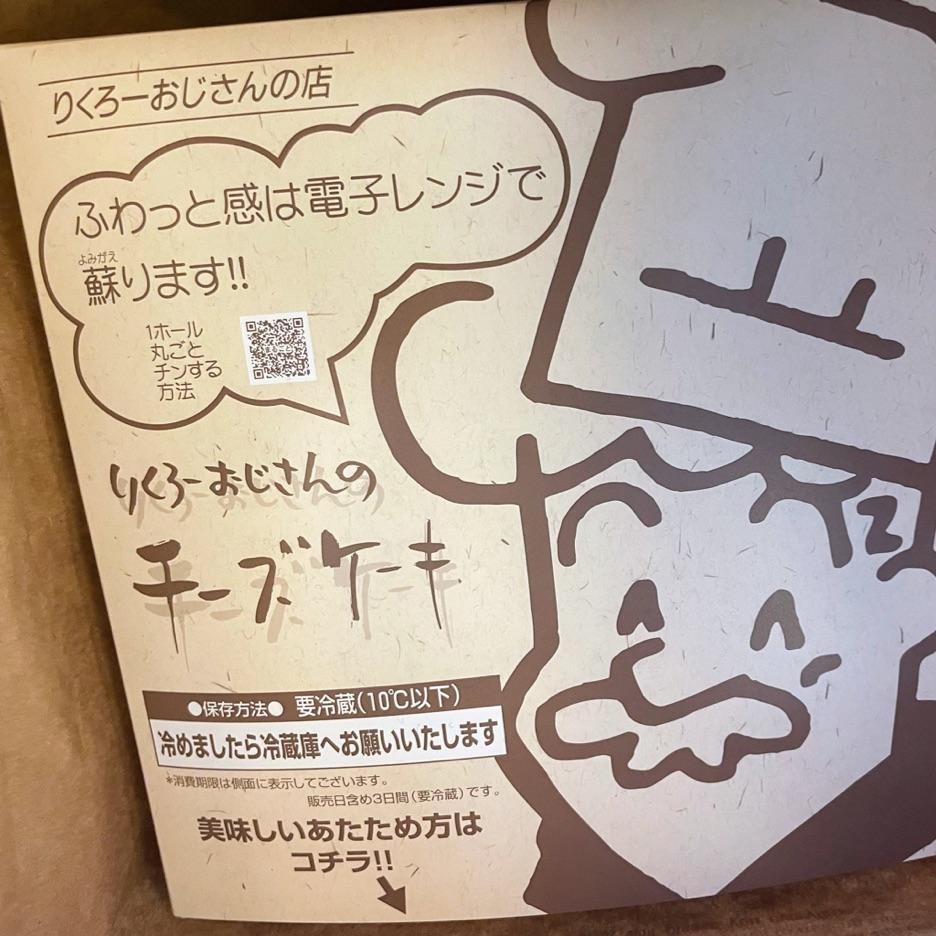 りくろーおじさんの店
ふわっと感は電子レンジで
よみがえ
蘇ります!!
1ホール
丸ごと
チンする
方法
りくろーおじさんの
チーズケーキ
●保存方法● 要冷蔵(10℃以下)
冷めましたら冷蔵庫へお願いいたします
*消費期限は側面に表示してございます。
販売日含め3日間(要冷蔵)です。
美味しいあたため方は
コチラ!!